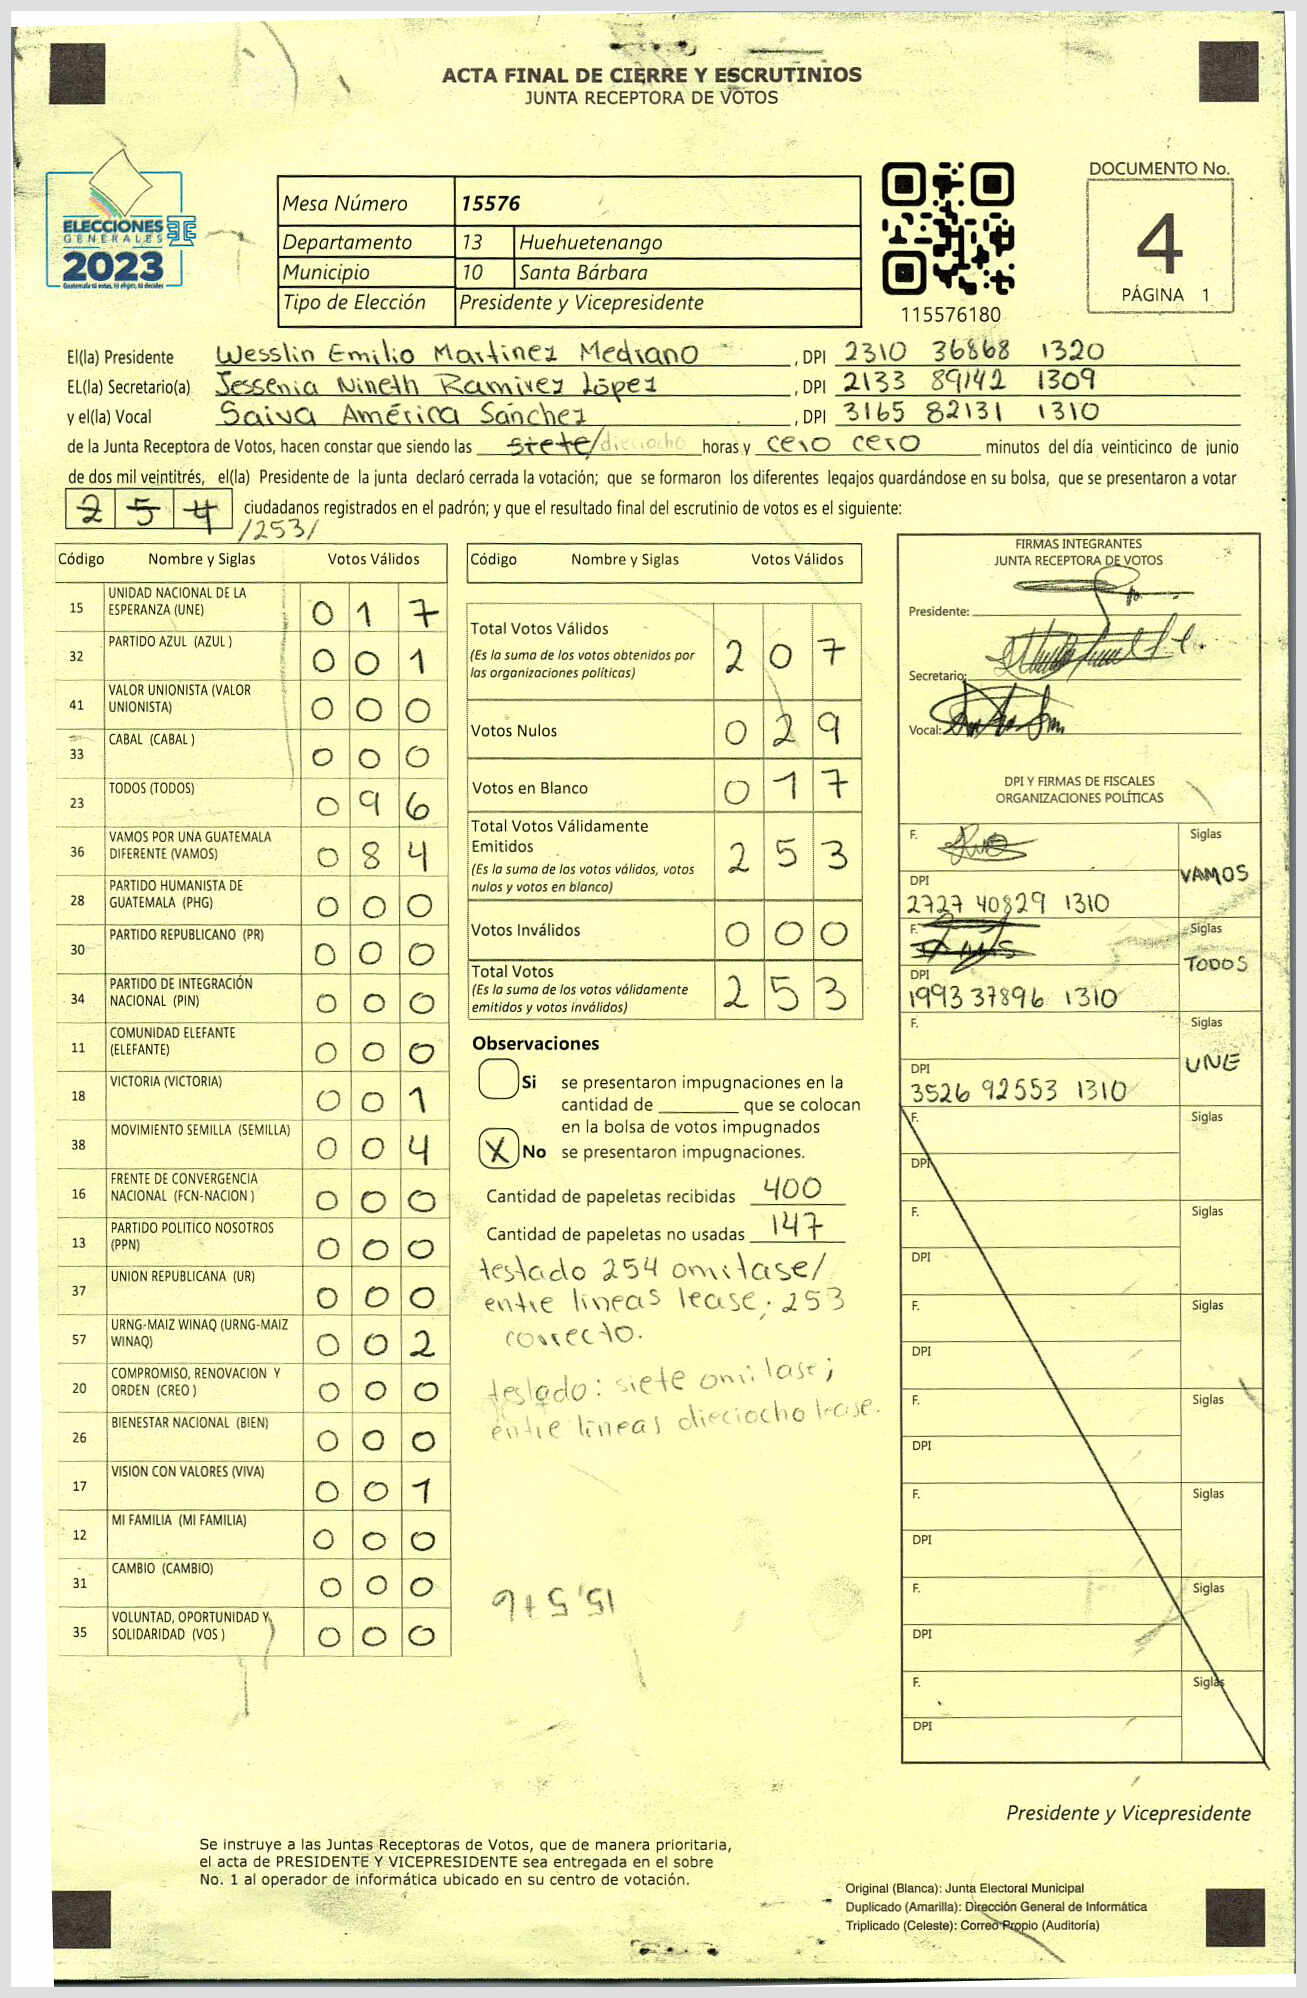 ACTA FINAL DE CIERRE Y ESCRUTINIOS
JUNTA RECEPTORA DE VOTOS
ELECCIONES
GENERALES
2023
Guatemala tú votas, tú eliges, tú decides
Mesa Número 15576
Departamento 13 Huehuetenango
Municipio 10 Santa Bárbara
Tipo de Elección Presidente y Vicepresidente
115576180
DOCUMENTO No.
4
PÁGINA 1
El(la) Presidente Wesslin Emilio Martinez Medrano , DPI 2310 36868 1320
EL(la) Secretario(a) Jessenia Nineth Ramirez López , DPI 2133 89142 1309
y el(la) Vocal Saiva América Sánchez , DPI 3165 82131 1310
de la Junta Receptora de Votos, hacen constar que siendo las siete/dieciocho horas y cero cero minutos del día veinticinco de junio
de dos mil veintitrés, el(la) Presidente de la junta declaró cerrada la votación; que se formaron los diferentes legajos guardándose en su bolsa, que se presentaron a votar
254 ciudadanos registrados en el padrón; y que el resultado final del escrutinio de votos es el siguiente:
/253/
Código Nombre y Siglas Votos Válidos
15 UNIDAD NACIONAL DE LA
ESPERANZA (UNE) 0 1 7
32 PARTIDO AZUL (AZUL ) 0 0 1
41 VALOR UNIONISTA (VALOR
UNIONISTA) 0 0 0
33 CABAL (CABAL ) 0 0 0
23 TODOS (TODOS) 0 9 6
36 VAMOS POR UNA GUATEMALA
DIFERENTE (VAMOS) 0 8 4
28 PARTIDO HUMANISTA DE
GUATEMALA (PHG) 0 0 0
30 PARTIDO REPUBLICANO (PR) 0 0 0
34 PARTIDO DE INTEGRACIÓN
NACIONAL (PIN) 0 0 0
11 COMUNIDAD ELEFANTE
(ELEFANTE) 0 0 0
18 VICTORIA (VICTORIA) 0 0 1
38 MOVIMIENTO SEMILLA (SEMILLA) 0 0 4
16 FRENTE DE CONVERGENCIA
NACIONAL (FCN-NACION ) 0 0 0
13 PARTIDO POLITICO NOSOTROS
(PPN) 0 0 0
37 UNION REPUBLICANA (UR) 0 0 0
57 URNG-MAIZ WINAQ (URNG-MAIZ
WINAQ) 0 0 2
20 COMPROMISO, RENOVACION Y
ORDEN (CREO ) 0 0 0
26 BIENESTAR NACIONAL (BIEN) 0 0 0
17 VISION CON VALORES (VIVA) 0 0 1
12 MI FAMILIA (MI FAMILIA) 0 0 0
31 CAMBIO (CAMBIO) 0 0 0
35 VOLUNTAD, OPORTUNIDAD Y
SOLIDARIDAD (VOS ) 0 0 0
Código Nombre y Siglas Votos Válidos
Total Votos Válidos 2 0 7
(Es la suma de los votos obtenidos por
las organizaciones políticas)
Votos Nulos 0 2 9
Votos en Blanco 0 1 7
Total Votos Válidamente
Emitidos 2 5 3
(Es la suma de los votos válidos, votos
nulos y votos en blanco)
Votos Inválidos 0 0 0
Total Votos 2 5 3
(Es la suma de los votos válidamente
emitidos y votos inválidos)
Observaciones
Si se presentaron impugnaciones en la
cantidad de ________ que se colocan
en la bolsa de votos impugnados
X No se presentaron impugnaciones.
Cantidad de papeletas recibidas 400
Cantidad de papeletas no usadas 147
testado 254 omitase/
entre lineas lease; 253
correcto.
testado: siete omitase;
entre lineas dieciocho lease.
15,576
FIRMAS INTEGRANTES
JUNTA RECEPTORA DE VOTOS
Presidente:
Secretario:
Vocal:
DPI Y FIRMAS DE FISCALES
ORGANIZACIONES POLÍTICAS
F. Siglas
VAMOS
DPI
2727 40829 1310
F. Siglas
TODOS
DPI
1993 37896 1310
F. Siglas
UNE
DPI
3526 92553 1310
F. Siglas
DPI
F. Siglas
DPI
F. Siglas
DPI
F. Siglas
DPI
F. Siglas
DPI
F. Siglas
DPI
F. Siglas
DPI
Presidente y Vicepresidente
Se instruye a las Juntas Receptoras de Votos, que de manera prioritaria,
el acta de PRESIDENTE Y VICEPRESIDENTE sea entregada en el sobre
No. 1 al operador de informática ubicado en su centro de votación.
Original (Blanca): Junta Electoral Municipal
Duplicado (Amarilla): Dirección General de Informática
Triplicado (Celeste): Correo Propio (Auditoría)